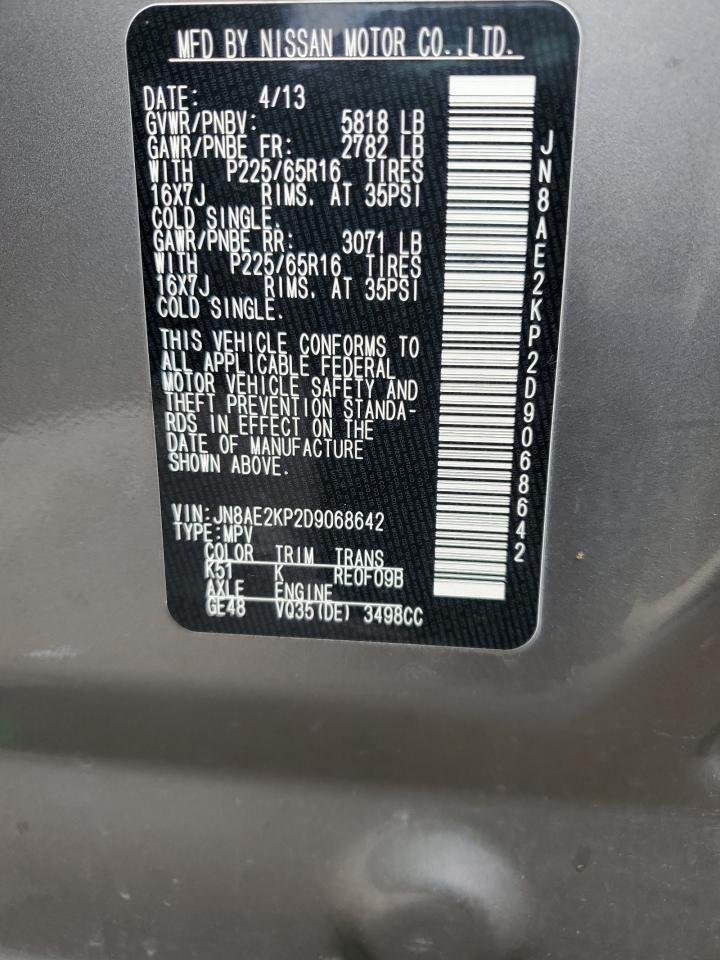 MFD BY NISSAN MOTOR CO.,LTD.
DATE: 4/13
GVWR/PNBV: 5818 LB
GAWR/PNBE FR: 2782 LB
WITH P225/65R16 TIRES
16X7J RIMS, AT 35PSI
COLD SINGLE.
GAWR/PNBE RR: 3071 LB
WITH P225/65R16 TIRES
16X7J RIMS, AT 35PSI
COLD SINGLE.
THIS VEHICLE CONFORMS TO
ALL APPLICABLE FEDERAL
MOTOR VEHICLE SAFETY AND
THEFT PREVENTION STANDA-
RDS IN EFFECT ON THE
DATE OF MANUFACTURE
SHOWN ABOVE.
VIN:JN8AE2KP2D9068642
TYPE:MPV
COLOR TRIM TRANS
K51 K RE0F09B
AXLE ENGINE
GE48 VQ35(DE) 3498CC
JN8AE2KP2D9068642